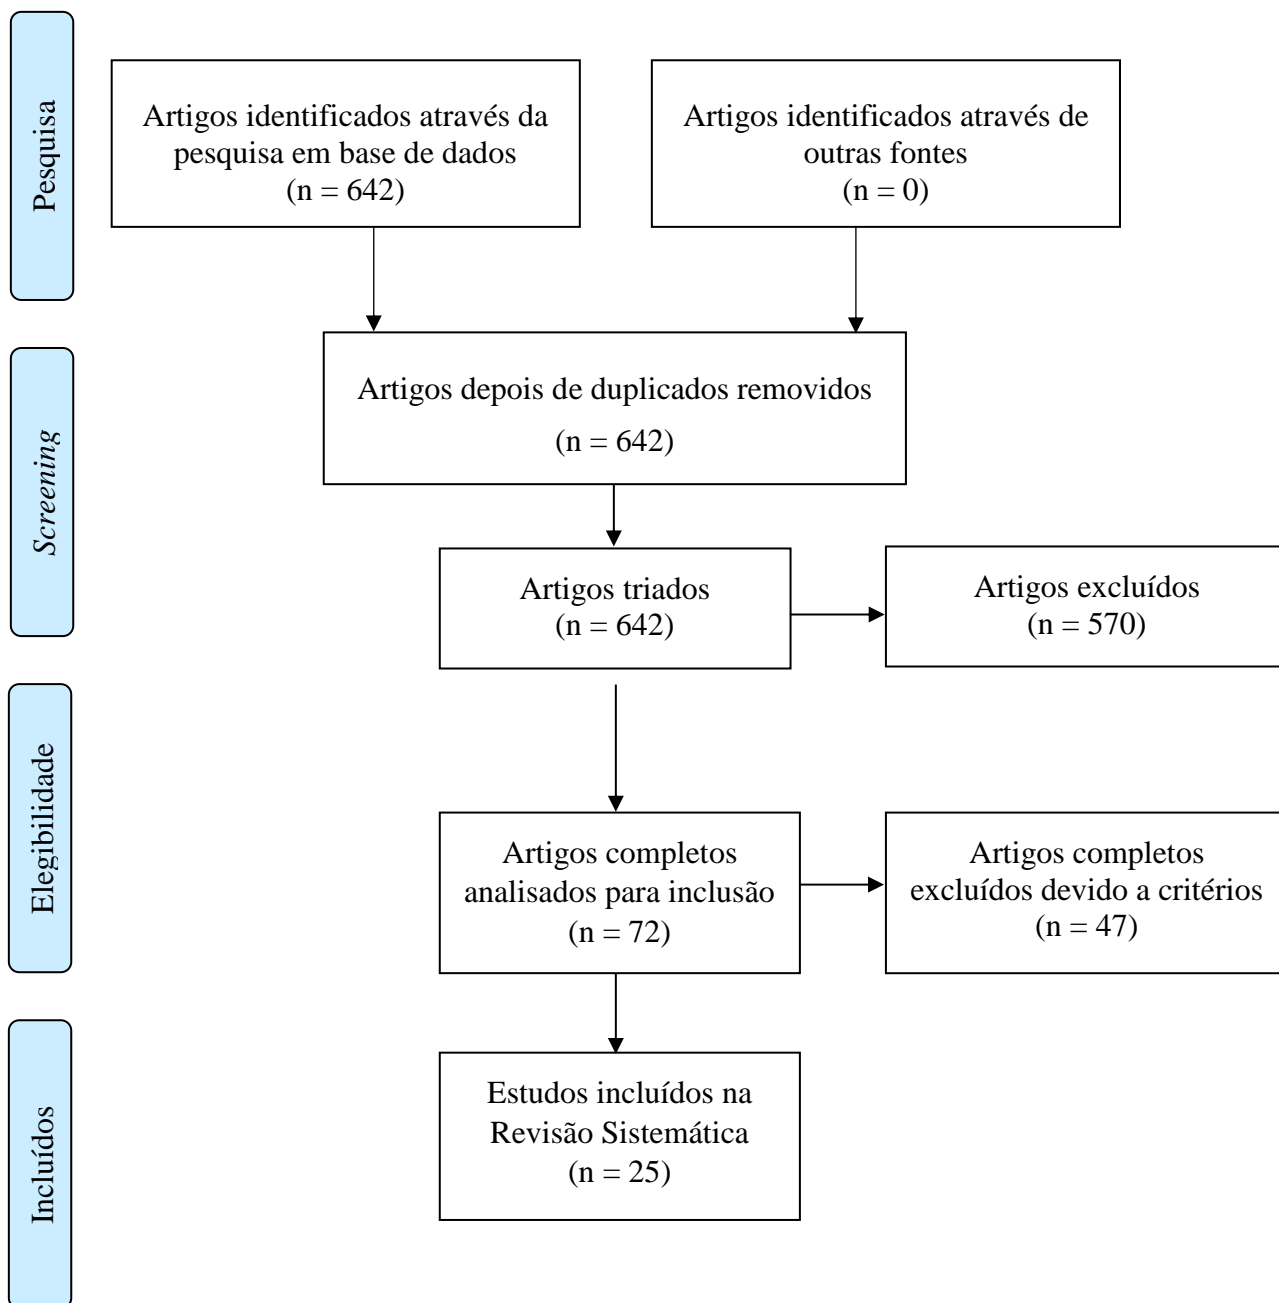 Pesquisa
Artigos identificados através da
pesquisa em base de dados
(n = 642)
Artigos identificados através de
outras fontes
(n = 0)
Screening
Artigos depois de duplicados removidos
(n = 642)
Artigos triados
(n = 642)
Artigos excluídos
(n = 570)
Elegibilidade
Artigos completos
analisados para inclusão
(n = 72)
Artigos completos
excluídos devido a critérios
(n = 47)
Incluídos
Estudos incluídos na
Revisão Sistemática
(n = 25)